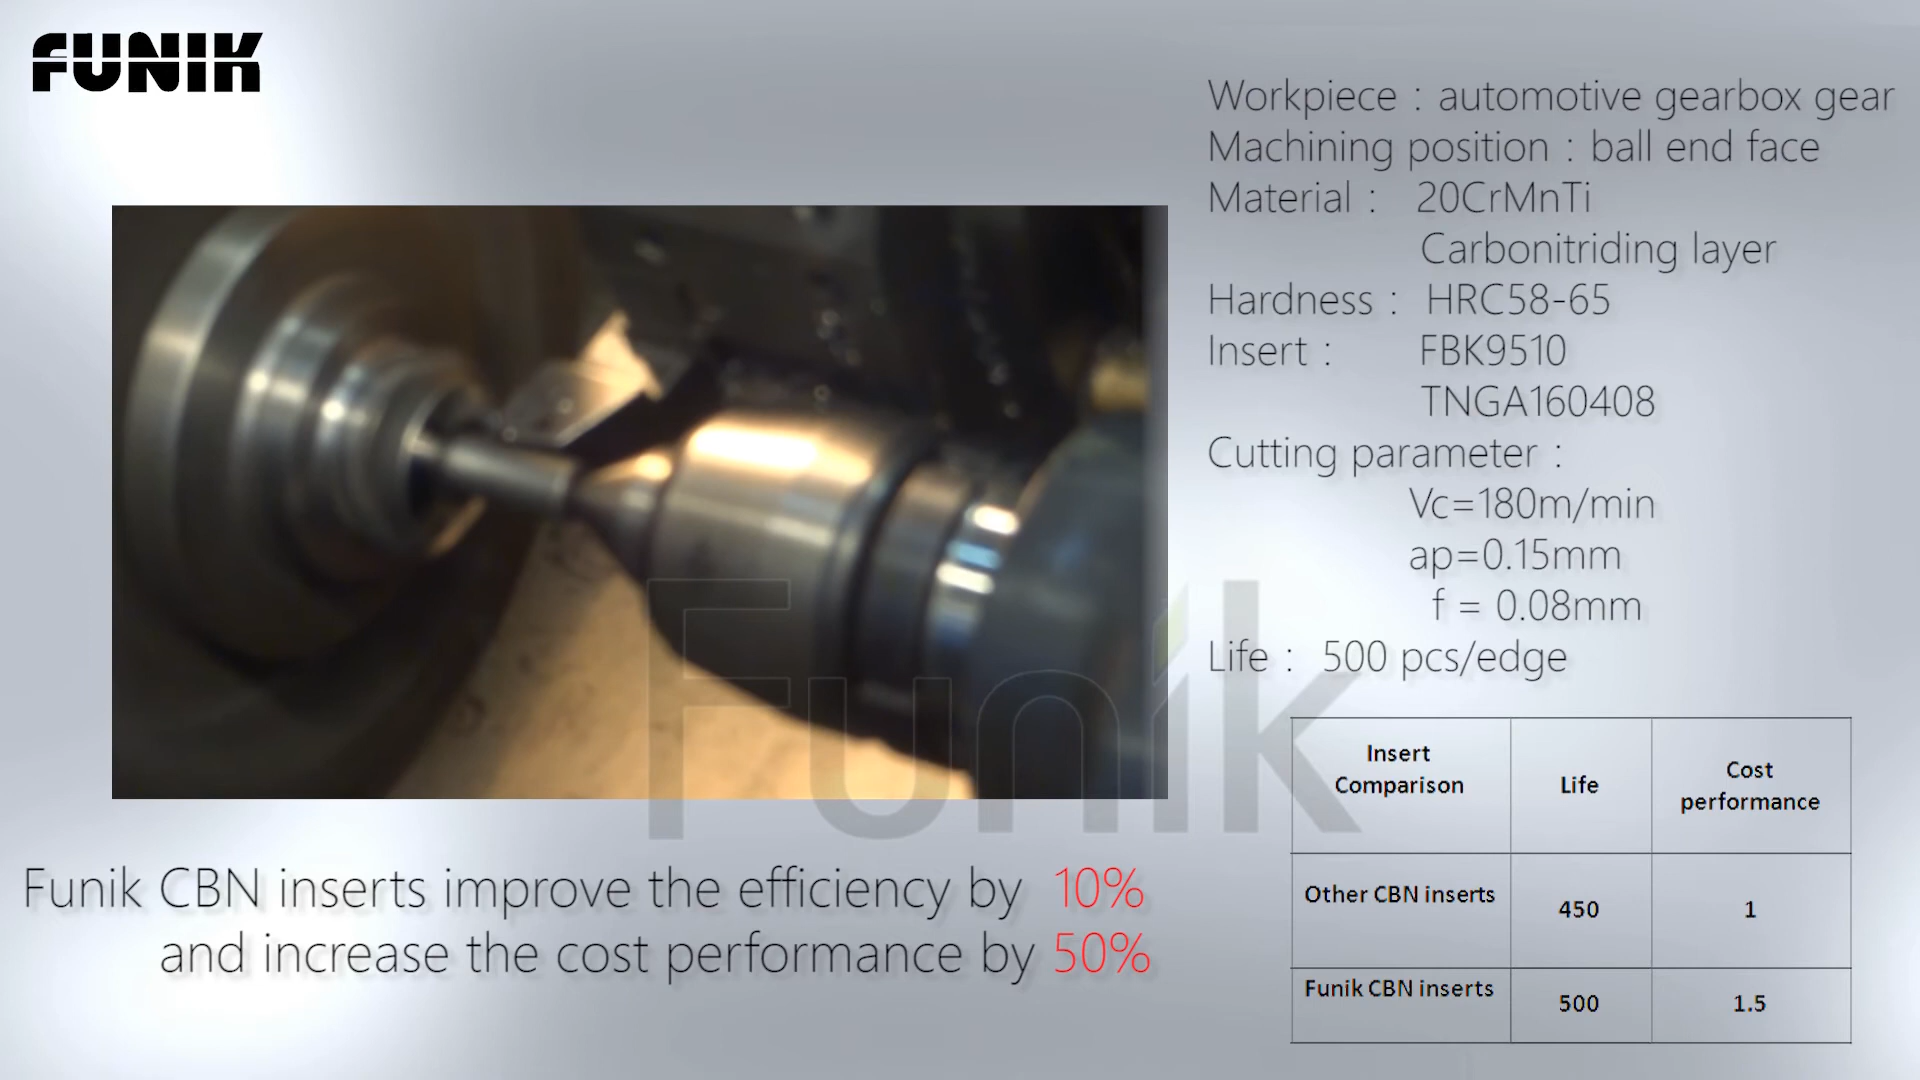 FUNIK
Workpiece : automotive gearbox gear
Machining position : ball end face
Material : 20CrMnTi
Carbonitriding layer
Hardness : HRC58-65
Insert : FBK9510
TNGA160408
Cutting parameter :
Vc=180m/min
ap=0.15mm
f = 0.08mm
Life : 500 pcs/edge
Funik
Insert Comparison Life Cost performance
Other CBN inserts 450 1
Funik CBN inserts 500 1.5
Funik CBN inserts improve the efficiency by 10%
and increase the cost performance by 50%